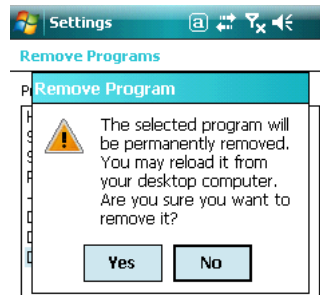 Settings
Remove Programs
Remove Program
The selected program will
be permanently removed.
You may reload it from
your desktop computer.
Are you sure you want to
remove it?
Yes No